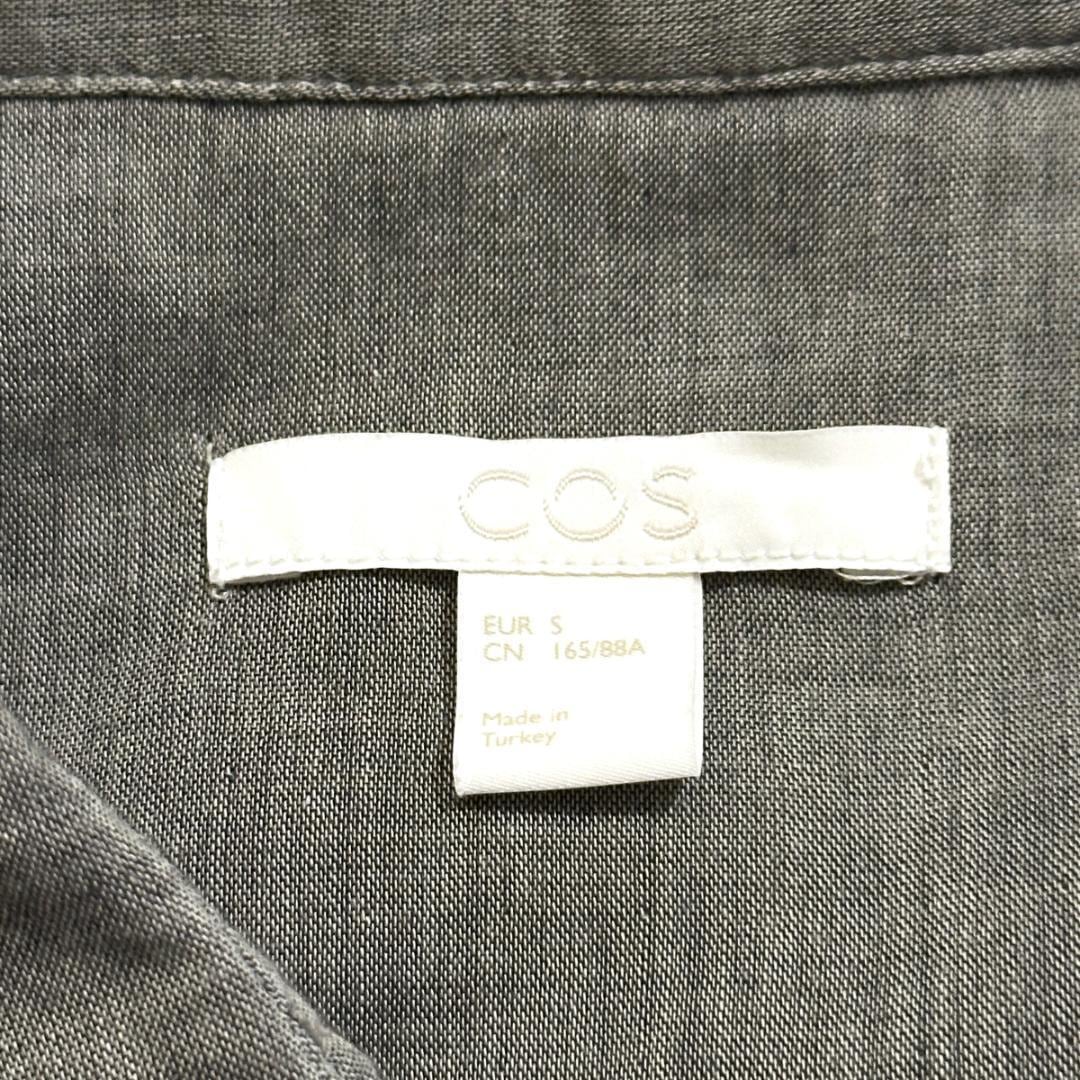 COS
EUR S
CN 165/88A
Made in
Turkey